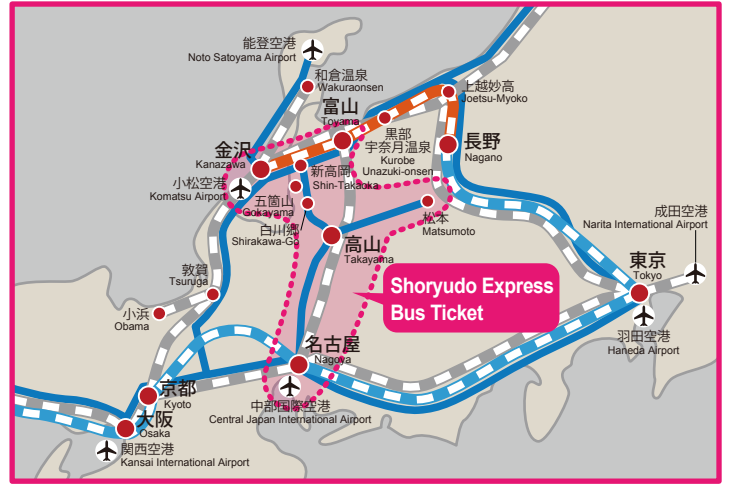 能登空港
Noto Satoyama Airport
和倉温泉
Wakuraonsen
上越妙高
Joetsu-Myoko
富山
Toyama
黒部
宇奈月温泉
Kurobe
Unazuki-onsen
長野
Nagano
金沢
Kanazawa
新高岡
Shin-Takaoka
小松空港
Komatsu Airport
五箇山
Gokayama
白川郷
Shirakawa-Go
松本
Matsumoto
高山
Takayama
成田空港
Narita International Airport
東京
Tokyo
羽田空港
Haneda Airport
敦賀
Tsuruga
小浜
Obama
Shoryudo Express
Bus Ticket
名古屋
Nagoya
中部国際空港
Central Japan International Airport
京都
Kyoto
大阪
Osaka
関西空港
Kansai International Airport